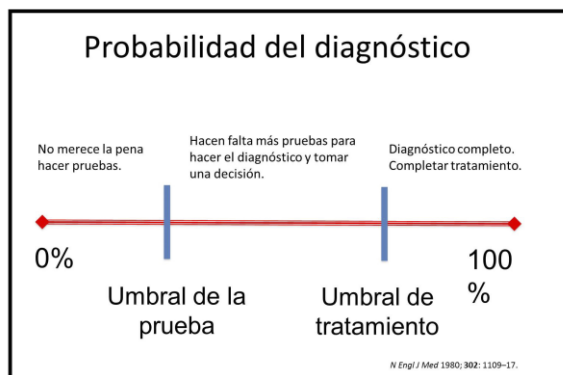 Probabilidad del diagnóstico
No merece la pena
hacer pruebas.
Hacen falta más pruebas para
hacer el diagnóstico y tomar
una decisión.
Diagnóstico completo.
Completar tratamiento.
0%
100
%
Umbral de la
prueba
Umbral de
tratamiento
N Engl J Med 1980; 302: 1109–17.